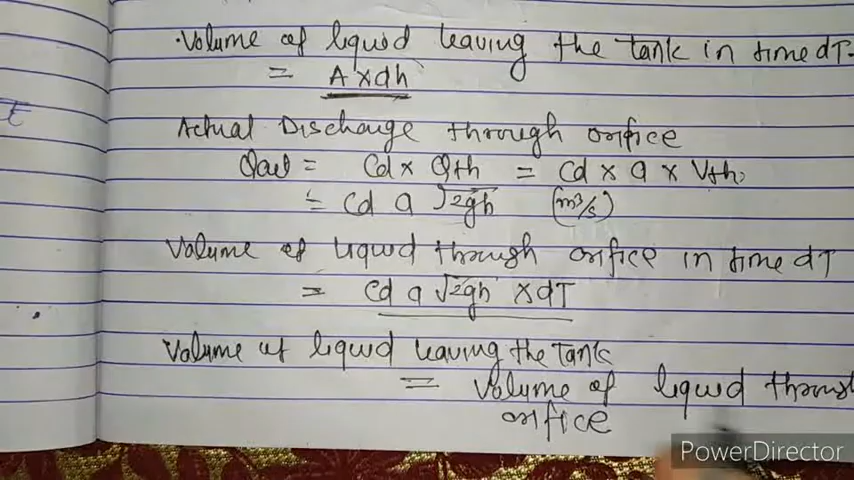 .Volume of liquid leaving the tank in time dT.
= A x dh
Actual Discharge through orifice
Qact = Cd x Qth = Cd x a x Vth.
= Cd a √2gh (m³/s)
Volume of liquid through orifice in time dT
= Cd a √2gh x dT
Volume of liquid leaving the Tank
= Volume of liquid through
orifice
PowerDirector